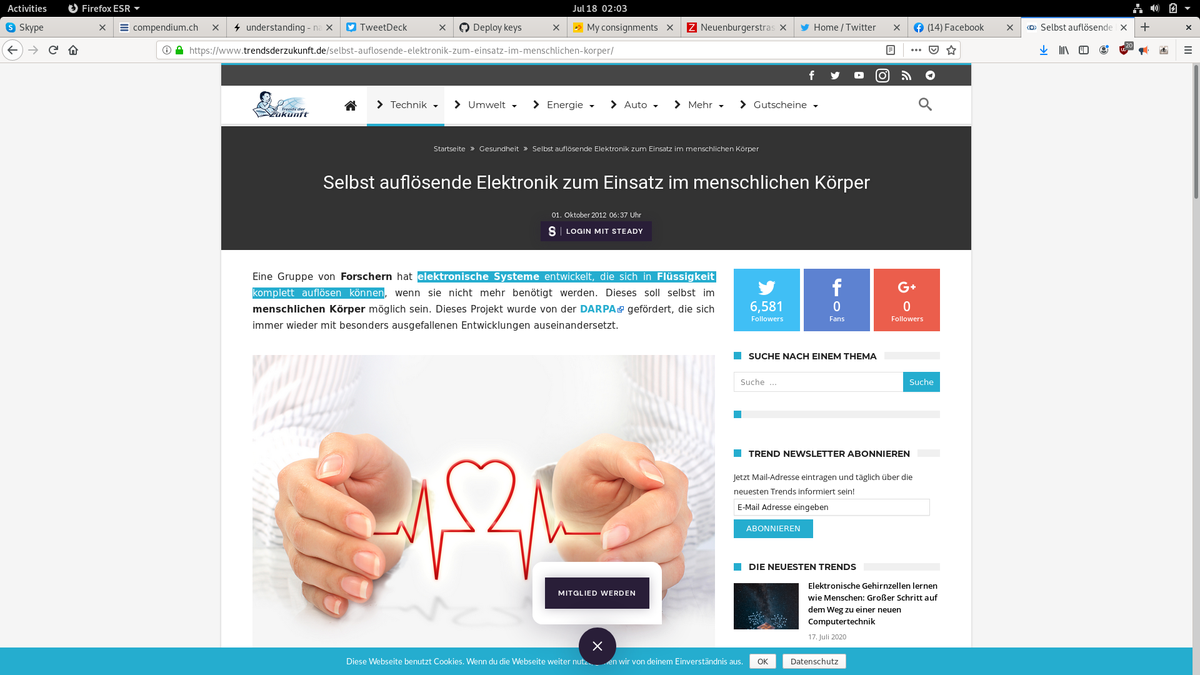 Activities Firefox ESR Jul 18 02:03
Skype compendium.ch understanding - TweetDeck Deploy keys My consignments Neuenburgerstras Home / Twitter (14) Facebook Selbst auflösende
https://www.trendsderzukunft.de/selbst-auflosende-elektronik-zum-einsatz-im-menschlichen-korper/
20
Trends der
zukunft
Technik Umwelt Energie Auto Mehr Gutscheine
Startseite » Gesundheit » Selbst auflösende Elektronik zum Einsatz im menschlichen Körper
Selbst auflösende Elektronik zum Einsatz im menschlichen Körper
01. Oktober 2012 06:37 Uhr
S | LOGIN MIT STEADY
Eine Gruppe von Forschern hat elektronische Systeme entwickelt, die sich in Flüssigkeit
komplett auflösen können, wenn sie nicht mehr benötigt werden. Dieses soll selbst im
menschlichen Körper möglich sein. Dieses Projekt wurde von der DARPA gefördert, die sich
immer wieder mit besonders ausgefallenen Entwicklungen auseinandersetzt.
6,581 0 0
Followers Fans Followers
SUCHE NACH EINEM THEMA
Suche ... Suche
TREND NEWSLETTER ABONNIEREN
Jetzt Mail-Adresse eintragen und täglich über die
neuesten Trends informiert sein!
E-Mail Adresse eingeben
ABONNIEREN
DIE NEUESTEN TRENDS
Elektronische Gehirnzellen lernen
wie Menschen: Großer Schritt auf
dem Weg zu einer neuen
Computertechnik
17. Juli 2020
MITGLIED WERDEN
Diese Webseite benutzt Cookies. Wenn du die Webseite weiter wir von deinem Einverständnis aus. OK Datenschutz